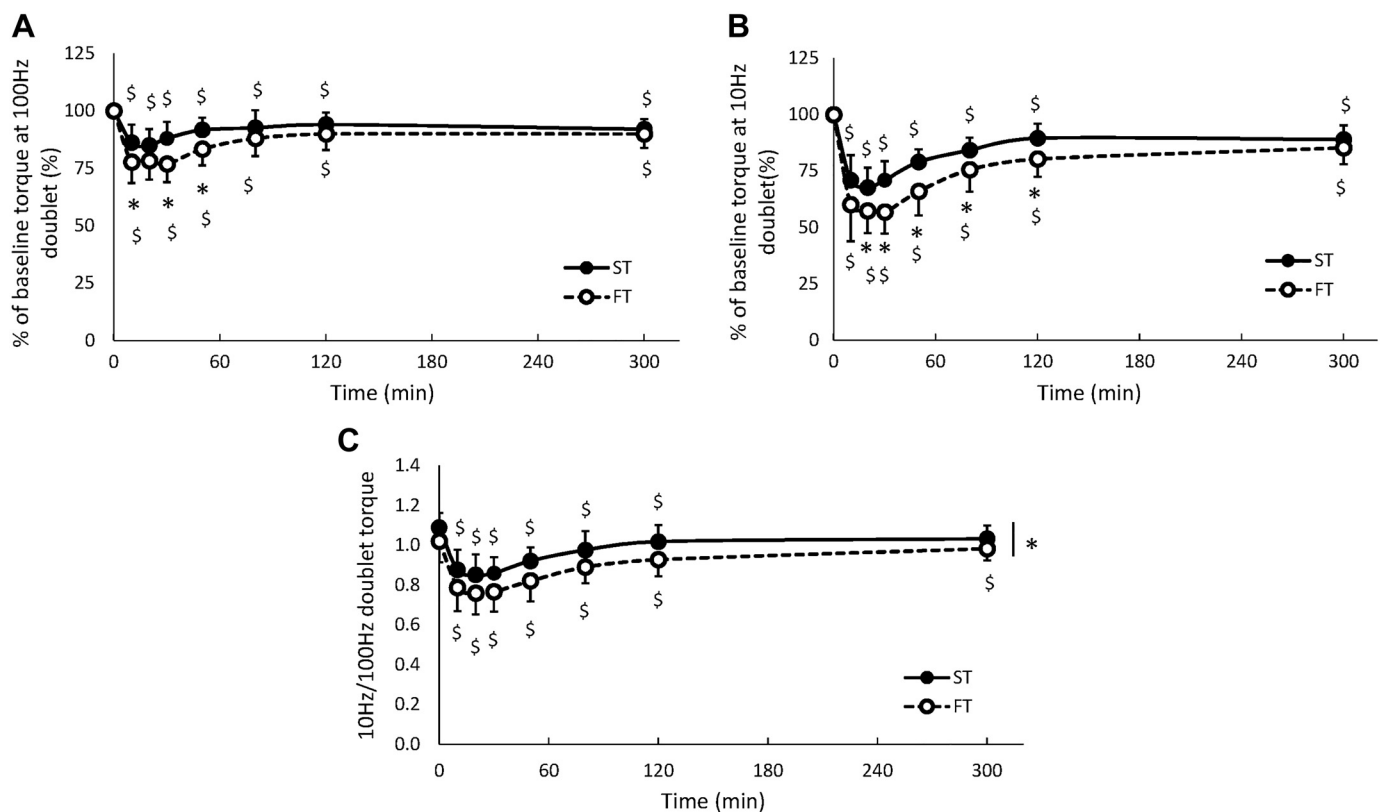 A
% of baseline torque at 100Hz
doublet (%)
125
100
75
50
25
0
$ $ $ $ $ $ $
* * *
$ $ $ $ $ $
ST
FT
0 60 120 180 240 300
Time (min)
B
% of baseline torque at 10Hz
doublet(%)
125
100
75
50
25
0
$ $ $ $ $ $ $
* * * * *
$ $ $ $ $ $ $
ST
FT
0 60 120 180 240 300
Time (min)
C
10Hz/100Hz doublet torque
1.4
1.2
1.0
0.8
0.6
0.4
0.2
0.0
$ $ $ $ $ $
*
$ $ $ $ $ $ $
ST
FT
0 60 120 180 240 300
Time (min)